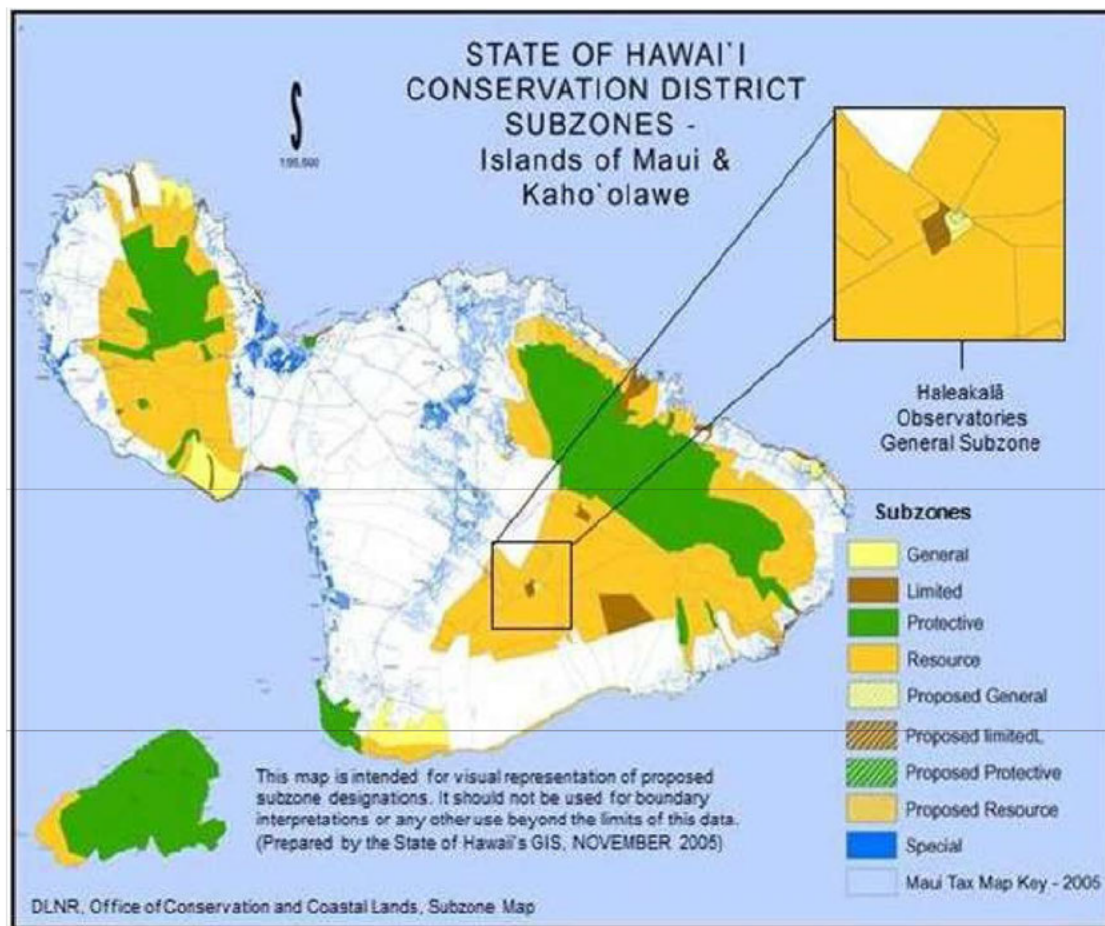 STATE OF HAWAI`I
CONSERVATION DISTRICT
SUBZONES -
Islands of Maui &
Kaho`olawe
Haleakalā
Observatories
General Subzone
Subzones
General
Limited
Protective
Resource
Proposed General
Proposed limitedL
Proposed Protective
Proposed Resource
Special
Maui Tax Map Key - 2005
This map is intended for visual representation of proposed
subzone designations. It should not be used for boundary
interpretations or any other use beyond the limits of this data.
(Prepared by the State of Hawaii's GIS, NOVEMBER 2005)
DLNR, Office of Conservation and Coastal Lands, Subzone Map